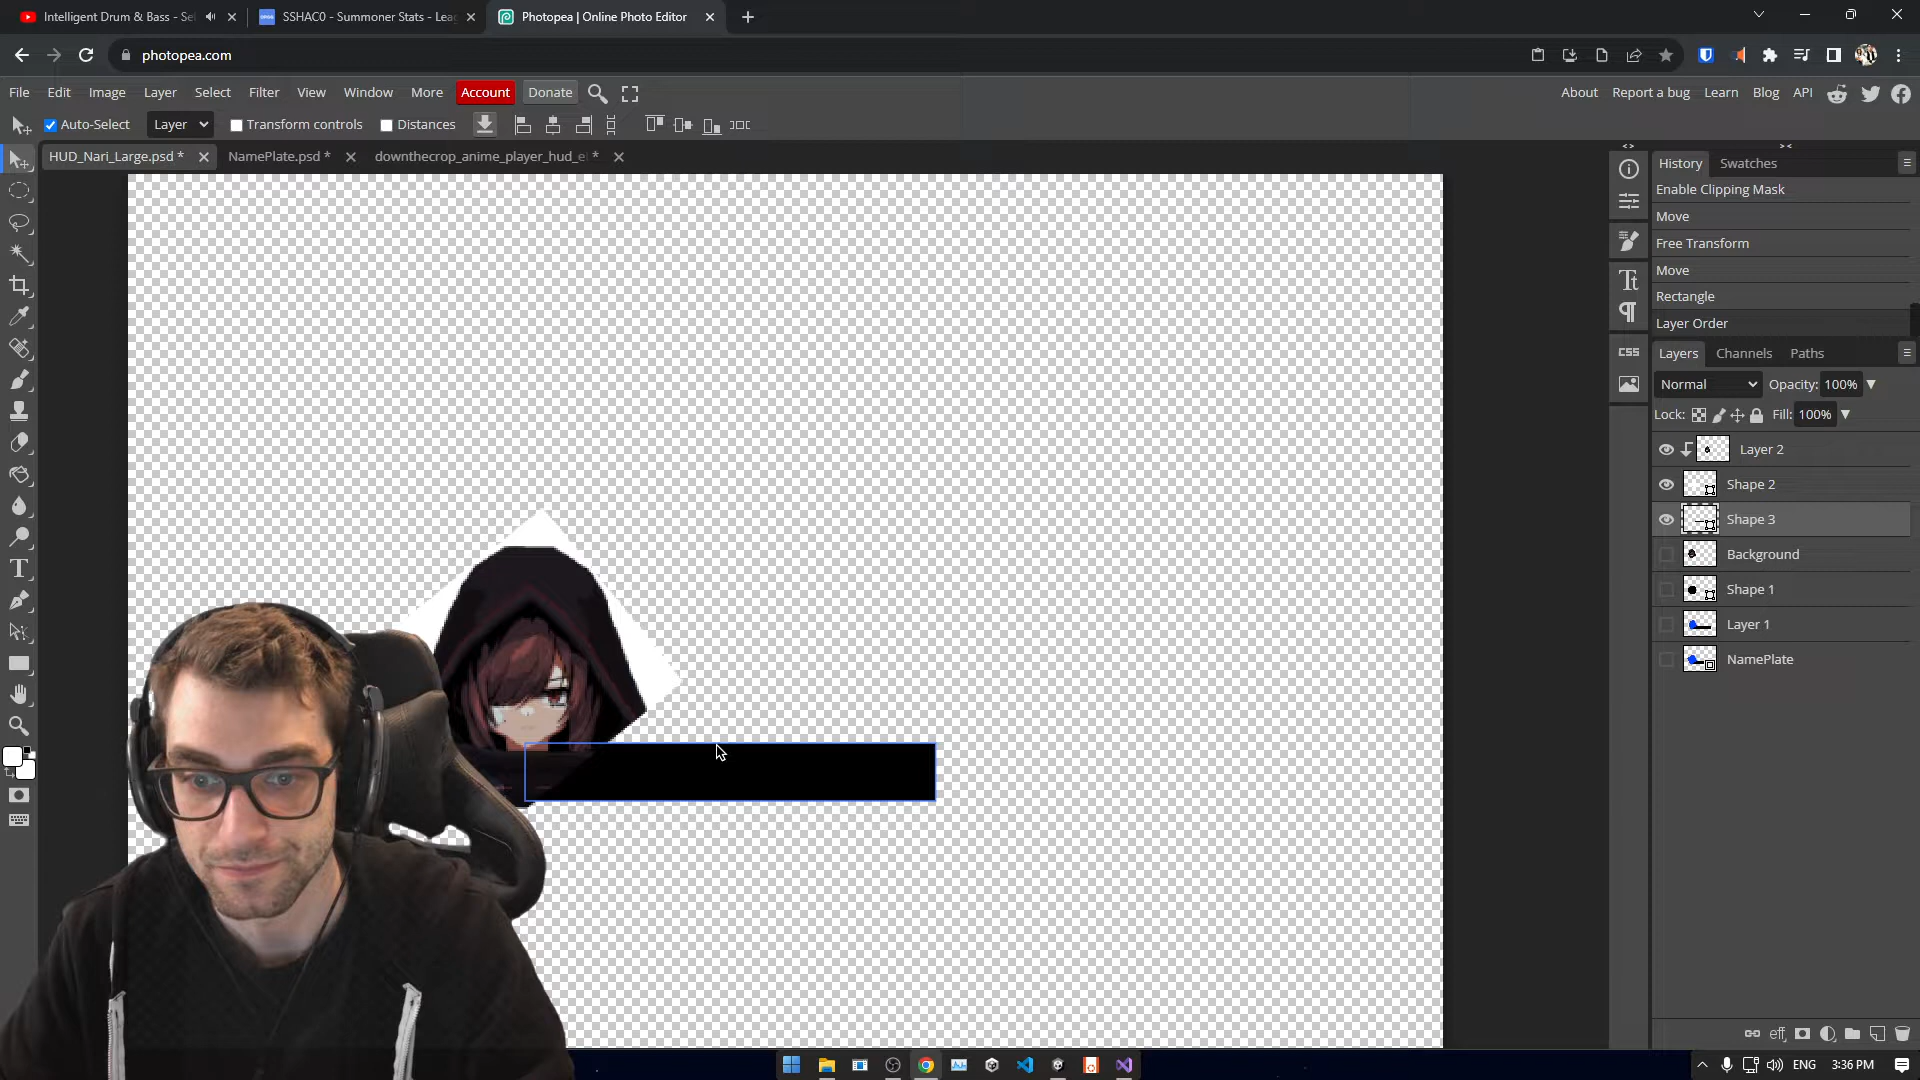 Intelligent Drum & Bass - Se
SSHAC0 - Summoner Stats - Lea
Photopea | Online Photo Editor
photopea.com
File Edit Image Layer Select Filter View Window More Account Donate
About Report a bug Learn Blog API
Auto-Select Layer Transform controls Distances
HUD_Nari_Large.psd * NamePlate.psd * downthecrop_anime_player_hud_e *
History Swatches
Enable Clipping Mask
Move
Free Transform
Move
Rectangle
Layer Order
CSS
Layers Channels Paths
Normal Opacity: 100%
Lock: Fill: 100%
Layer 2
Shape 2
Shape 3
Background
Shape 1
Layer 1
NamePlate
eff
ENG 3:36 PM